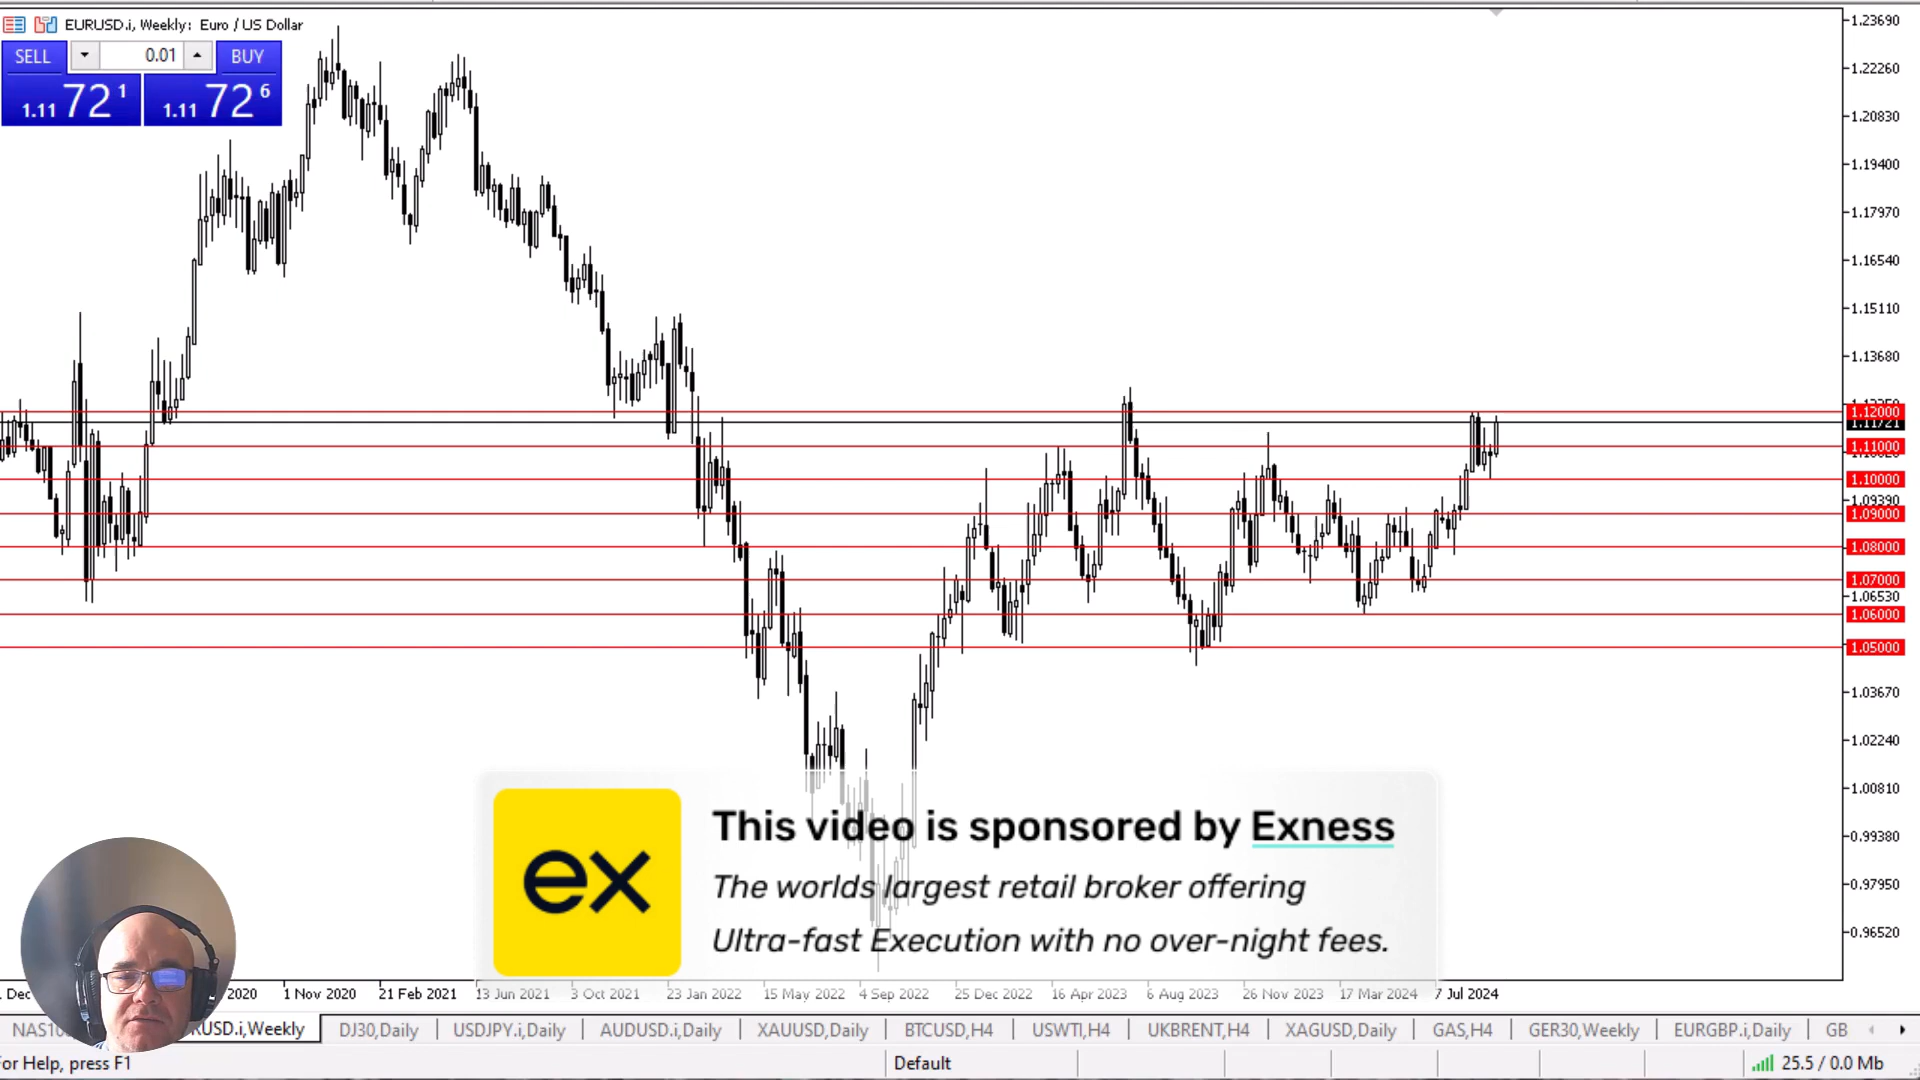 EURUSD.i, Weekly: Euro / US Dollar
SELL 0.01 BUY
1.11 72 1 1.11 72 6
1.23690
1.22260
1.20830
1.19400
1.17970
1.16540
1.15110
1.13680
1.12000
1.11721
1.11000
1.10000
1.09390
1.09000
1.08000
1.07000
1.06530
1.06000
1.05000
1.03670
1.02240
1.00810
0.99380
0.97950
0.96520
ex
This video is sponsored by Exness
The worlds largest retail broker offering
Ultra-fast Execution with no over-night fees.
Dec 2020 1 Nov 2020 21 Feb 2021 13 Jun 2021 3 Oct 2021 23 Jan 2022 15 May 2022 4 Sep 2022 25 Dec 2022 16 Apr 2023 6 Aug 2023 26 Nov 2023 17 Mar 2024 7 Jul 2024
NAS10 RUSD.i,Weekly DJ30,Daily USDJPY.i,Daily AUDUSD.i,Daily XAUUSD,Daily BTCUSD,H4 USWTI,H4 UKBRENT,H4 XAGUSD,Daily GAS,H4 GER30,Weekly EURGBP.i,Daily GB
For Help, press F1 Default 25.5 / 0.0 Mb